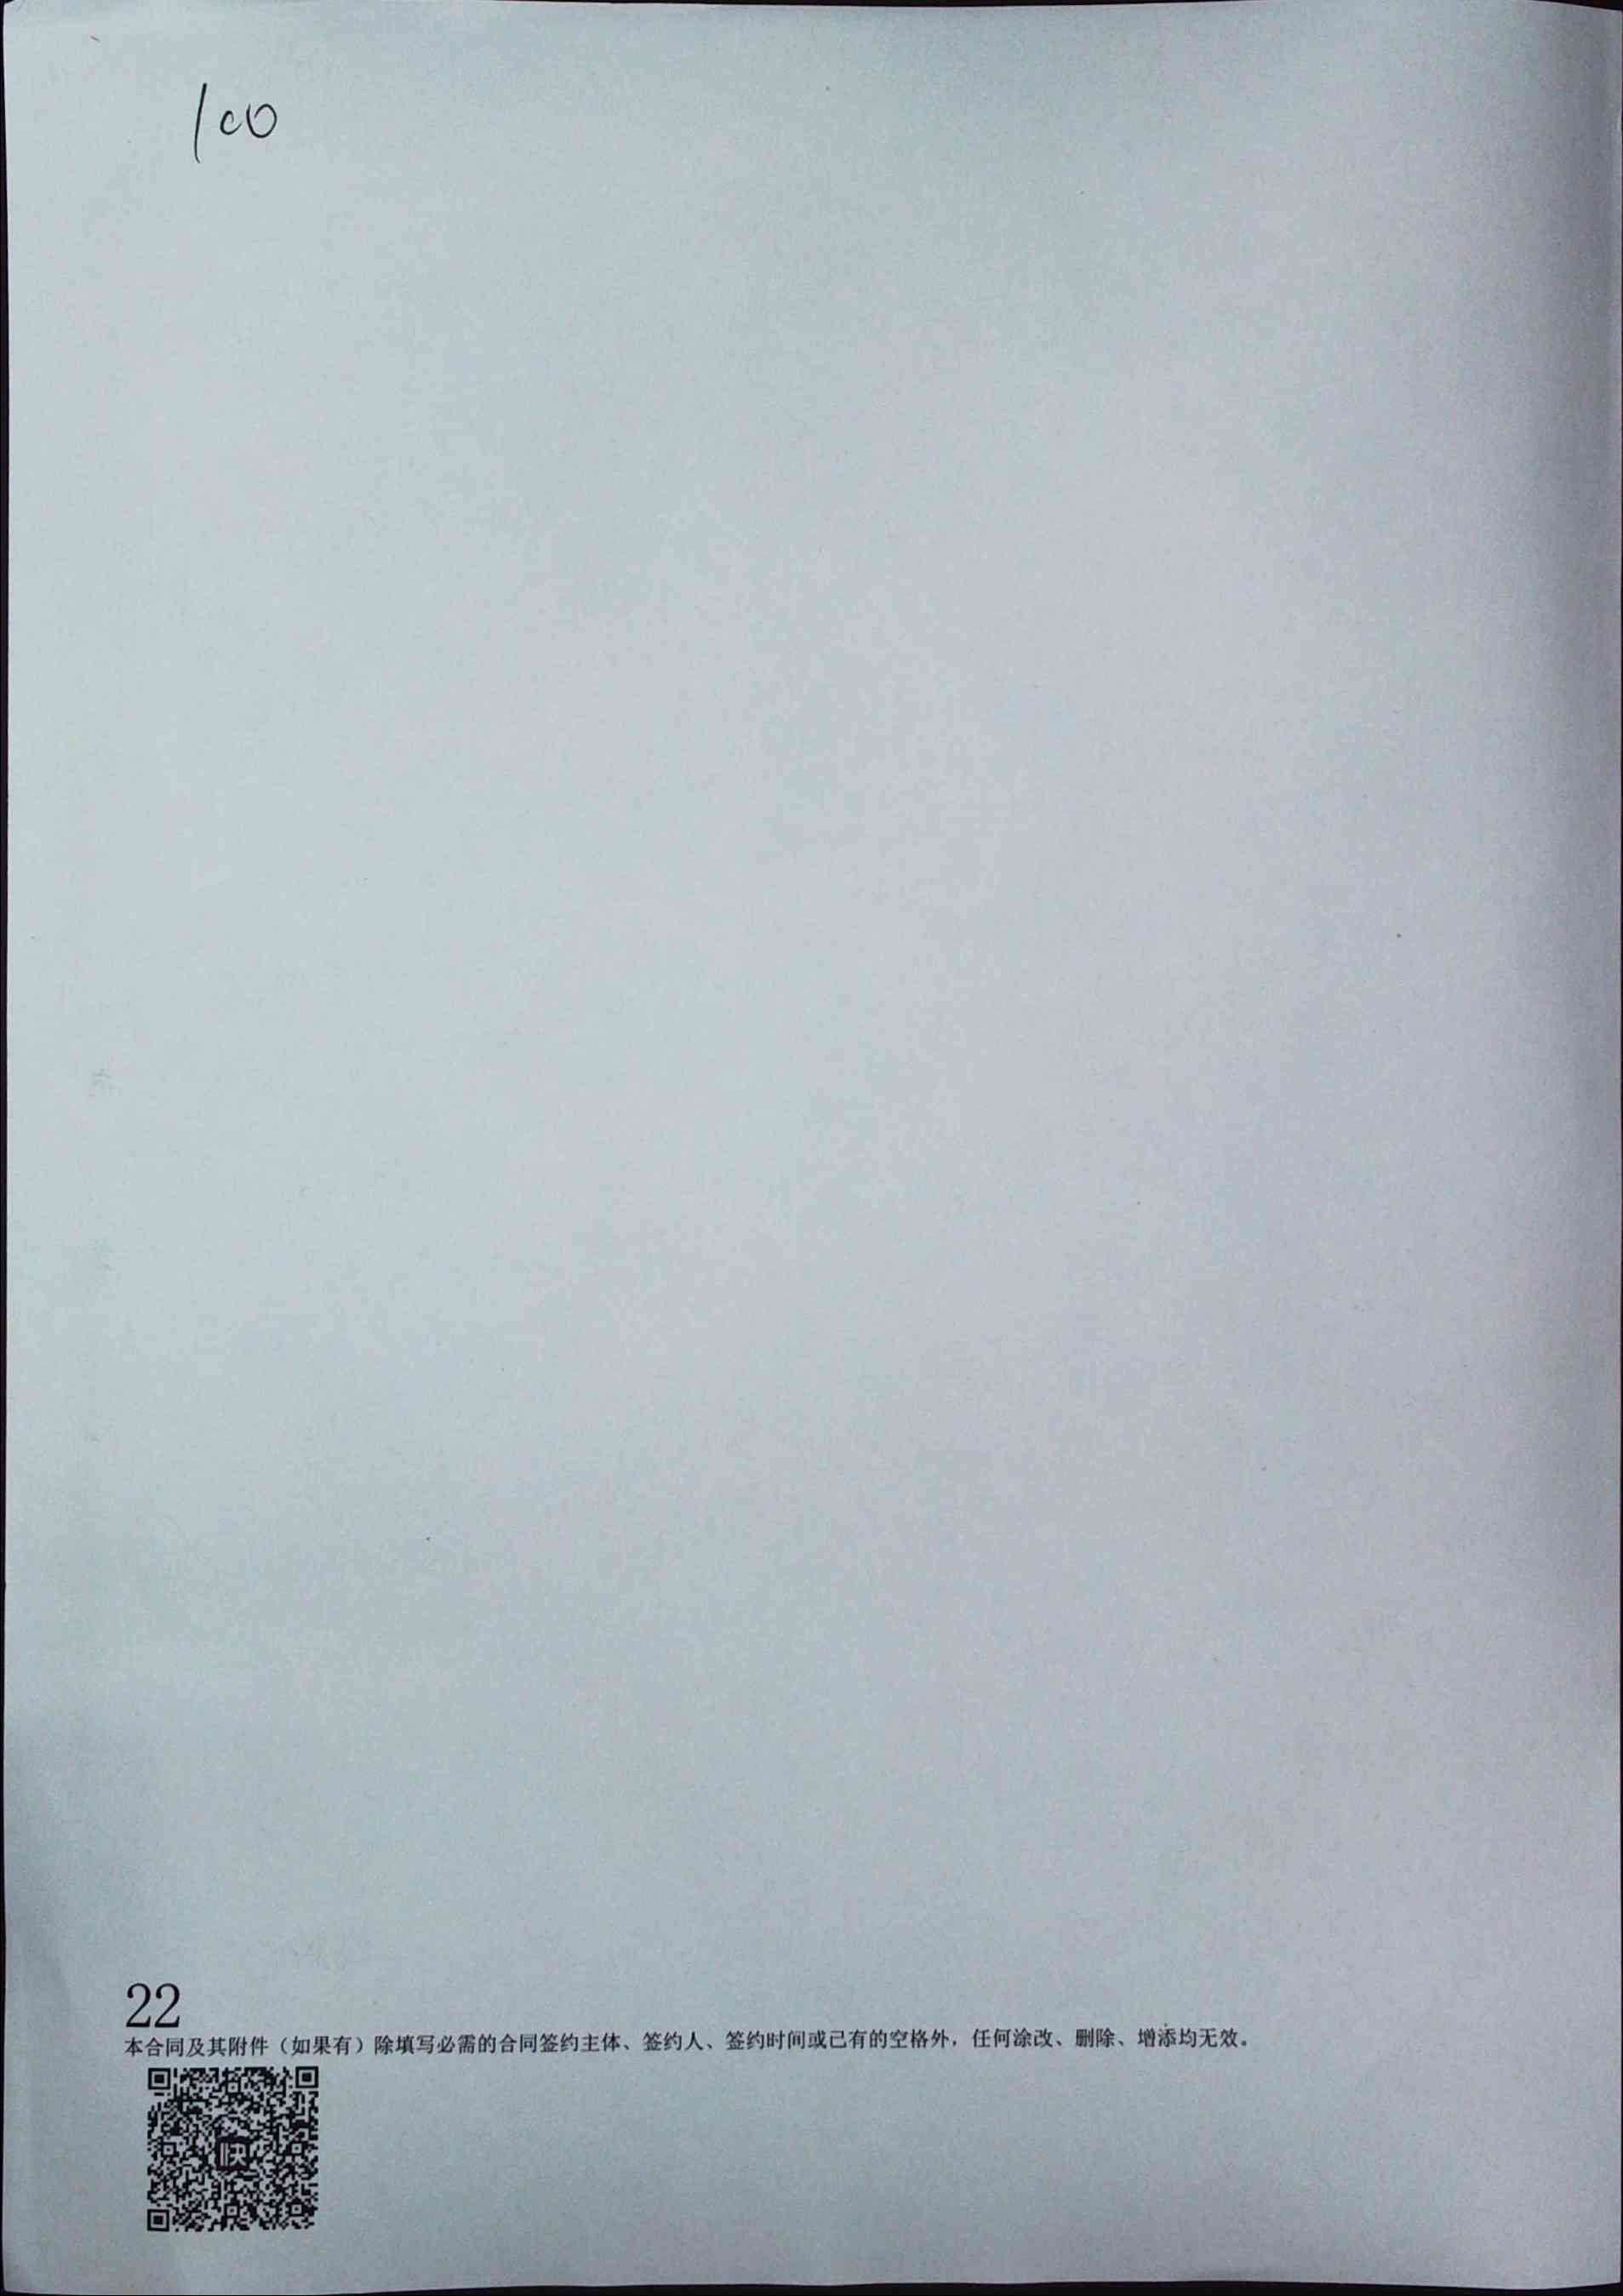 100
22
本合同及其附件（如果有）除填写必需的合同签约主体、签约人、签约时间或已有的空格外，任何涂改、删除、增添均无效。
快